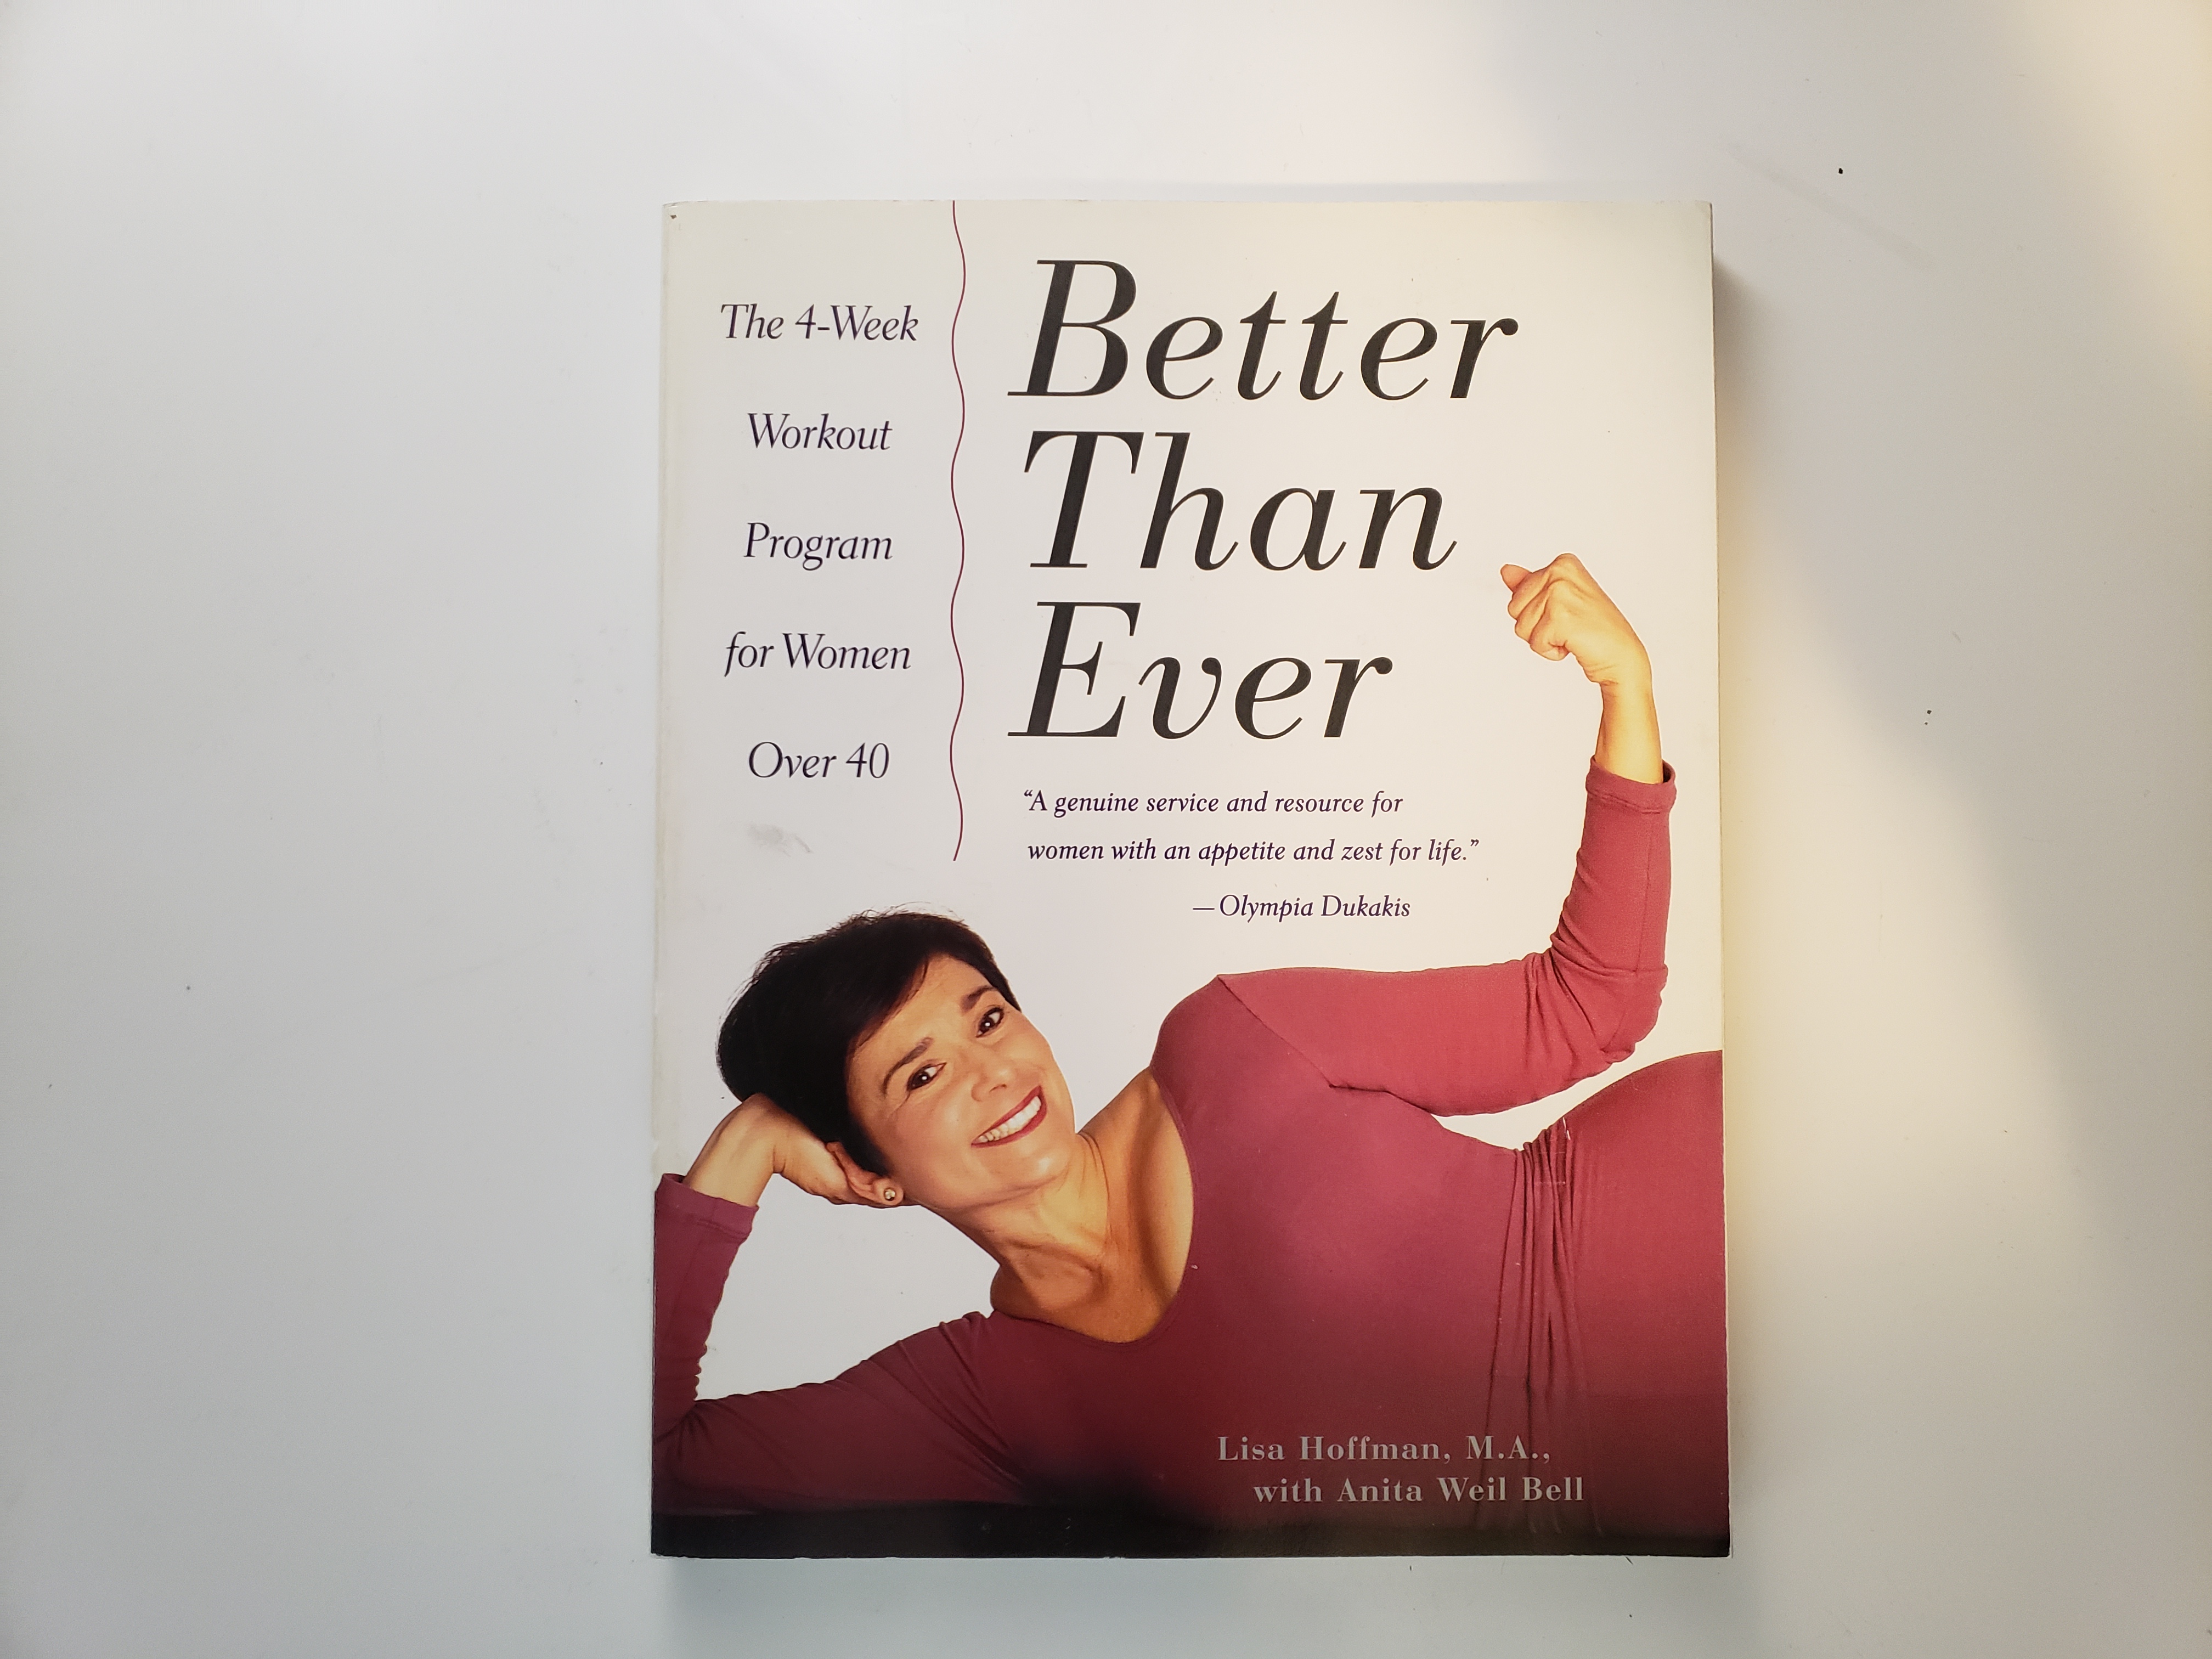 The 4-Week
Workout
Program
for Women
Over 40
Better
Than
Ever
“A genuine service and resource for
women with an appetite and zest for life.”
—Olympia Dukakis
Lisa Hoffman, M.A.,
with Anita Weil Bell